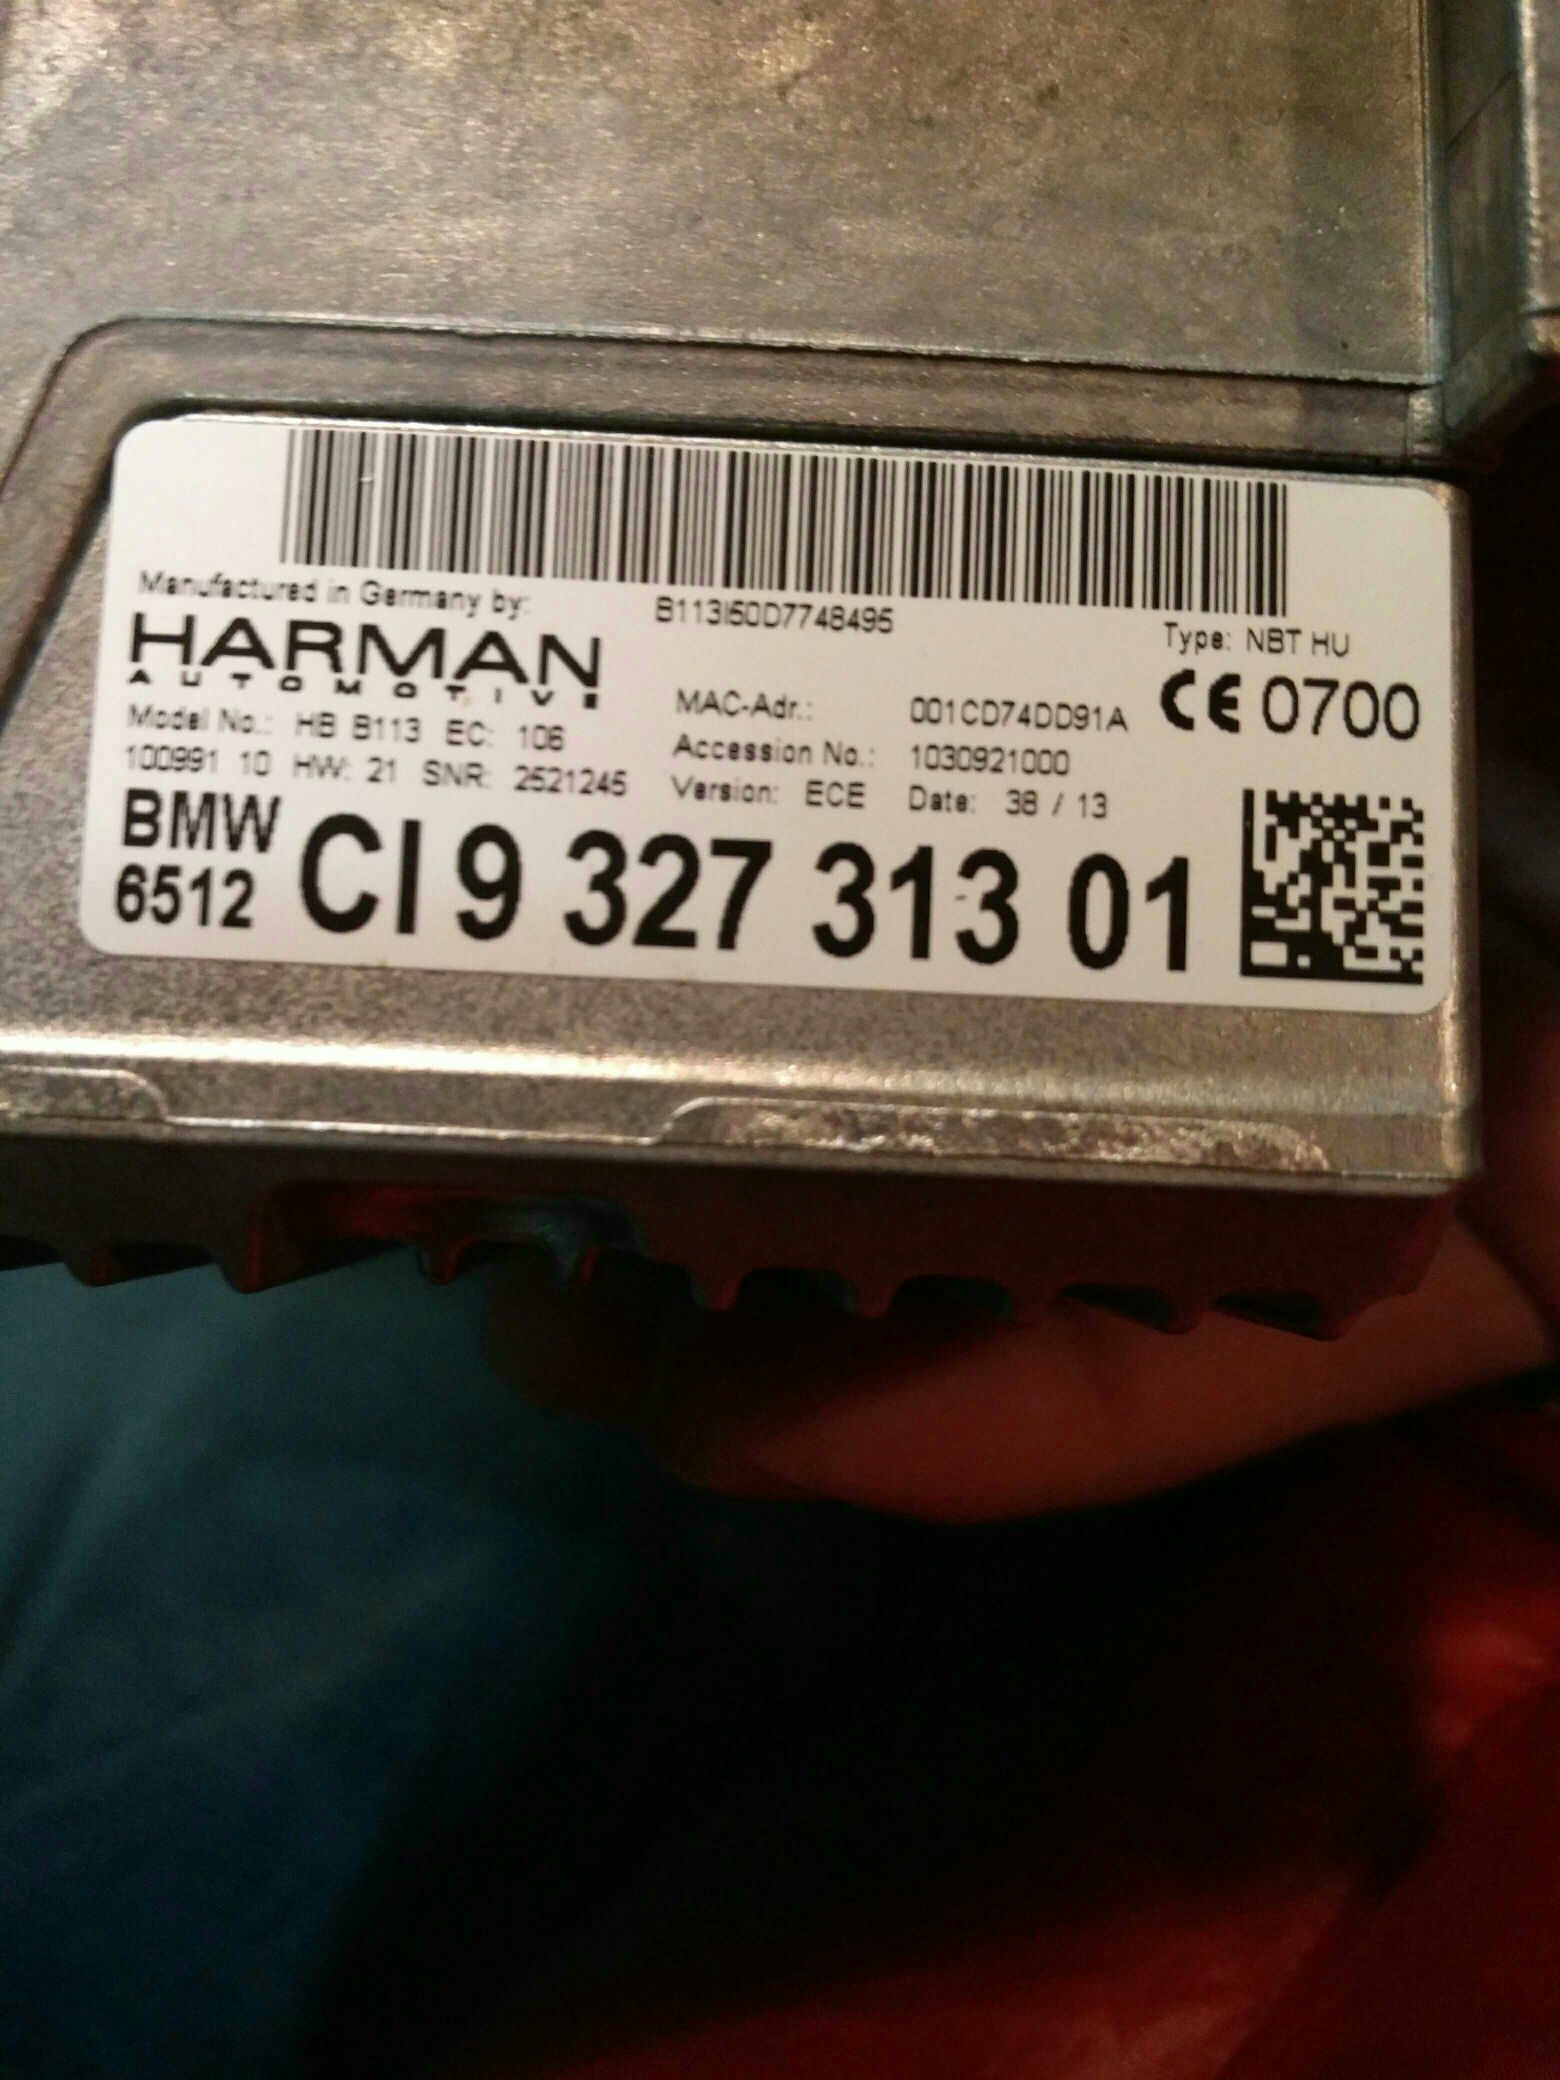 Manufactured in Germany by:
B113I50D7748495
Type: NBT HU
HARMAN
AUTOMOTIVE
CE 0700
Model No.: HB B113 EC: 106
MAC-Adr.: 001CD74DD91A
100991 10 HW: 21 SNR: 2521245
Accession No.: 1030921000
Version: ECE Date: 38 / 13
BMW
6512
CI 9 327 313 01